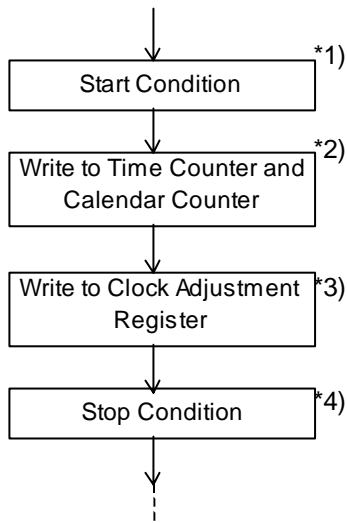 *1)
Start Condition
*2)
Write to Time Counter and
Calendar Counter
Write to Clock Adjustment *3)
Register
*4)
Stop Condition